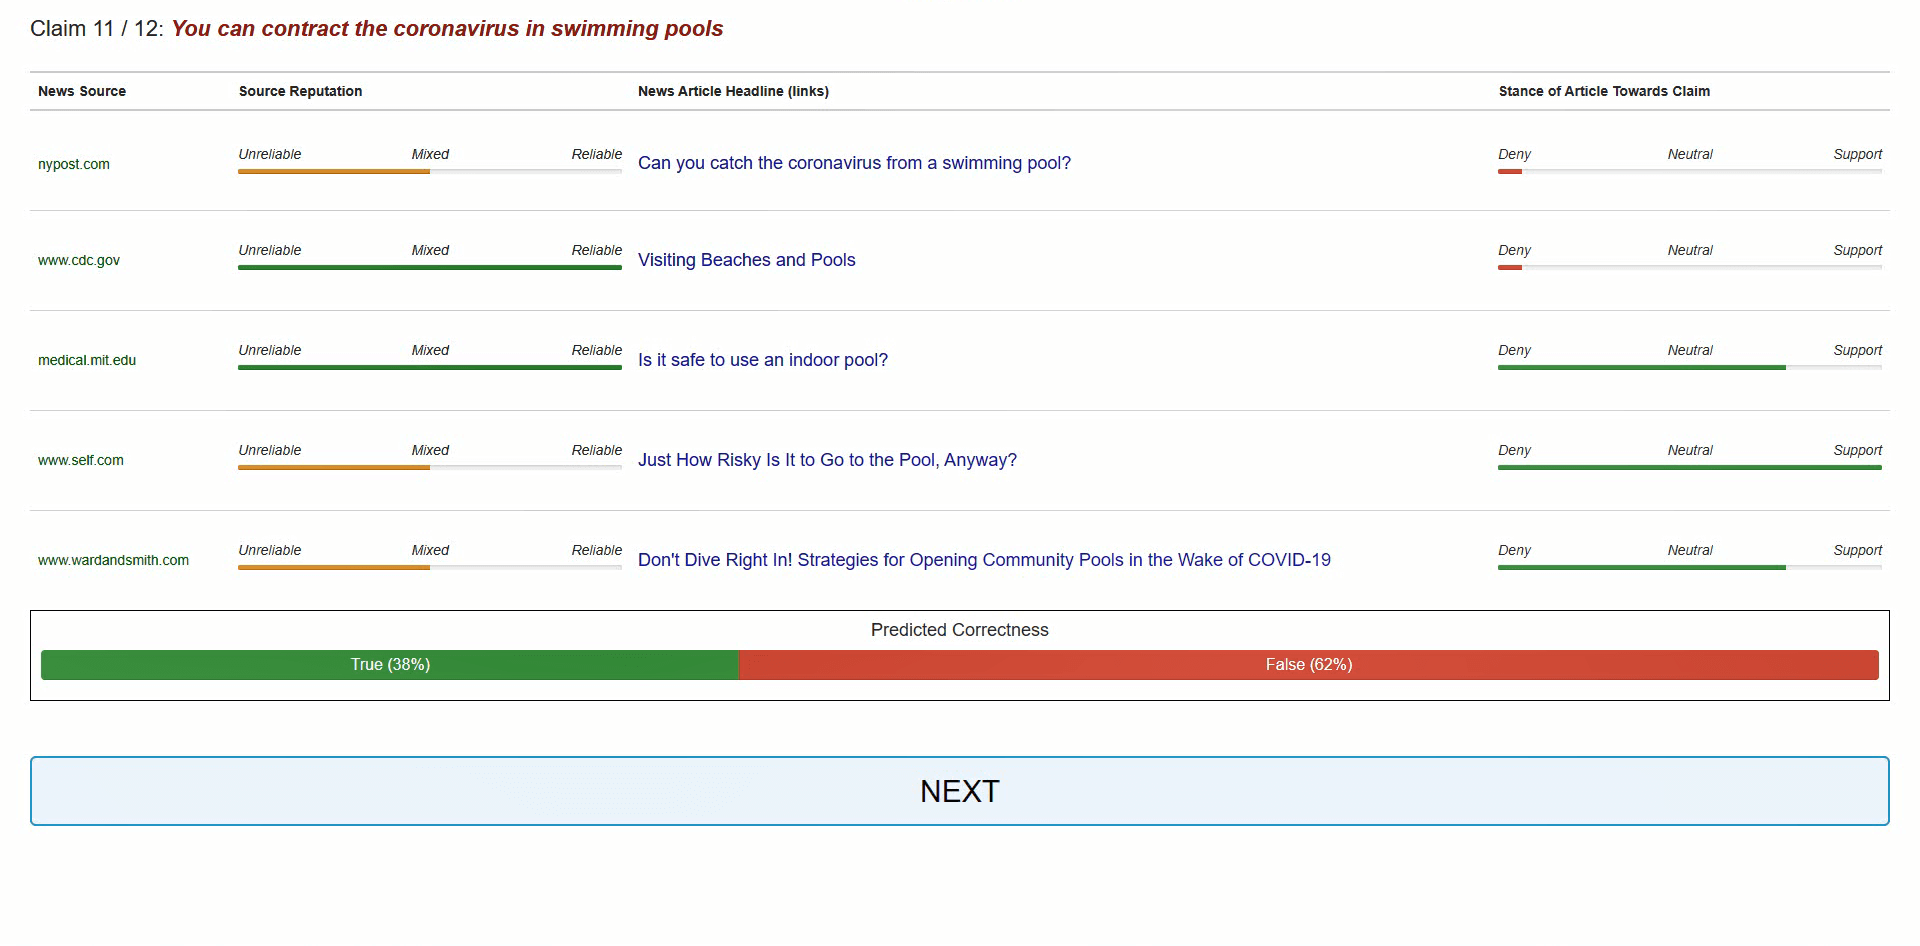 Claim 11 / 12: You can contract the coronavirus in swimming pools
News Source Source Reputation News Article Headline (links) Stance of Article Towards Claim
nypost.com Unreliable Mixed Reliable Can you catch the coronavirus from a swimming pool? Deny Neutral Support
www.cdc.gov Unreliable Mixed Reliable Visiting Beaches and Pools Deny Neutral Support
medical.mit.edu Unreliable Mixed Reliable Is it safe to use an indoor pool? Deny Neutral Support
www.self.com Unreliable Mixed Reliable Just How Risky Is It to Go to the Pool, Anyway? Deny Neutral Support
www.wardandsmith.com Unreliable Mixed Reliable Don't Dive Right In! Strategies for Opening Community Pools in the Wake of COVID-19 Deny Neutral Support
Predicted Correctness
True (38%) False (62%)
NEXT